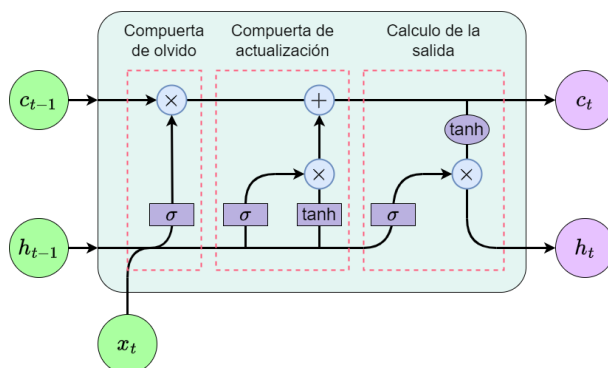 Compuerta
de olvido
Compuerta de
actualización
Calculo de la
salida
c_{t-1}
×
+
c_t
tanh
×
×
σ
σ
tanh
σ
h_{t-1}
h_t
x_t